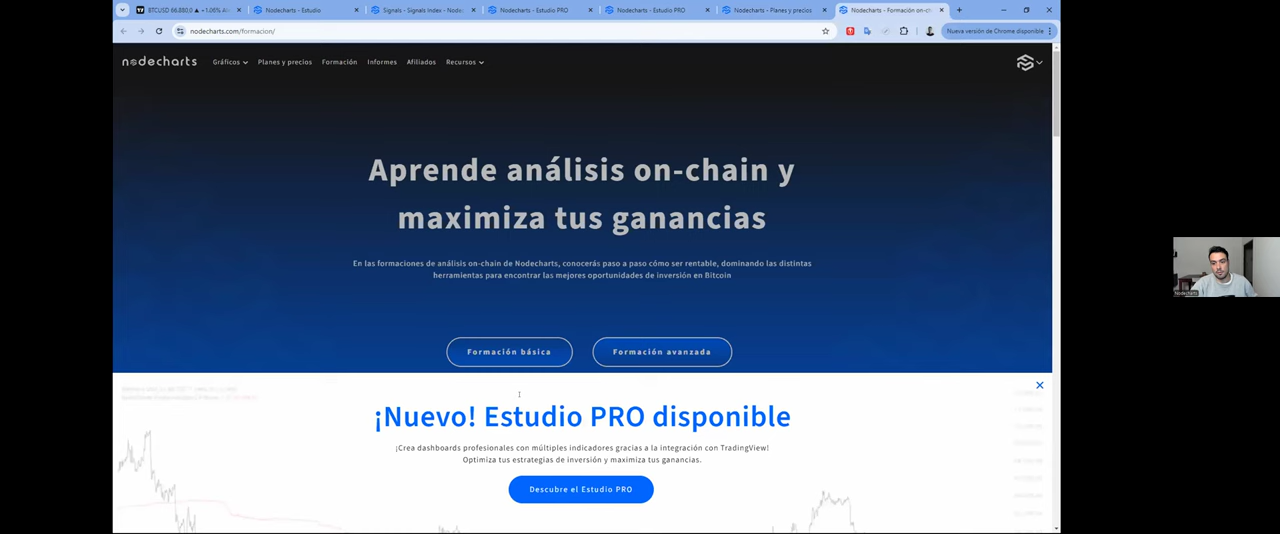 BTCUSD 66.880,0 ▲ +1.06%
Nodecharts - Estudio
Signals - Signals Index - Node
Nodecharts - Estudio PRO
Nodecharts - Estudio PRO
Nodecharts - Planes y precios
Nodecharts - Formación on-c
nodecharts.com/formacion/
Nueva versión de Chrome disponible
nodecharts
Gráficos
Planes y precios
Formación
Informes
Afiliados
Recursos
Aprende análisis on-chain y
maximiza tus ganancias
En las formaciones de análisis on-chain de Nodecharts, conocerás paso a paso cómo ser rentable, dominando las distintas
herramientas para encontrar las mejores oportunidades de inversión en Bitcoin
Formación básica
Formación avanzada
¡Nuevo! Estudio PRO disponible
¡Crea dashboards profesionales con múltiples indicadores gracias a la integración con TradingView!
Optimiza tus estrategias de inversión y maximiza tus ganancias.
Descubre el Estudio PRO
Nodecharts